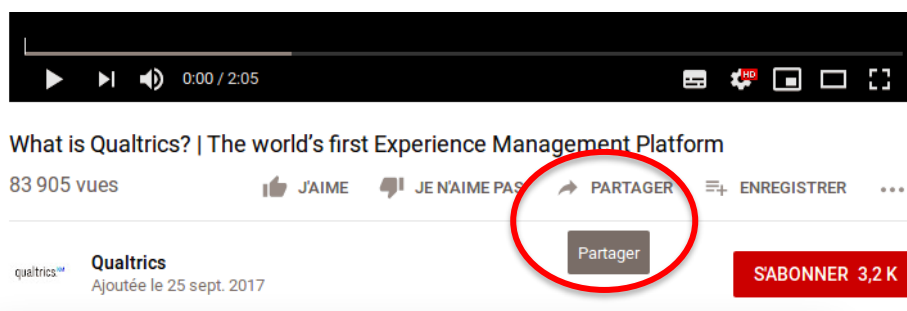 0:00 / 2:05
HD
What is Qualtrics? | The world’s first Experience Management Platform
83 905 vues
J'AIME
JE N'AIME PAS
PARTAGER
ENREGISTRER
Partager
qualtrics
Qualtrics
Ajoutée le 25 sept. 2017
S'ABONNER 3,2 K